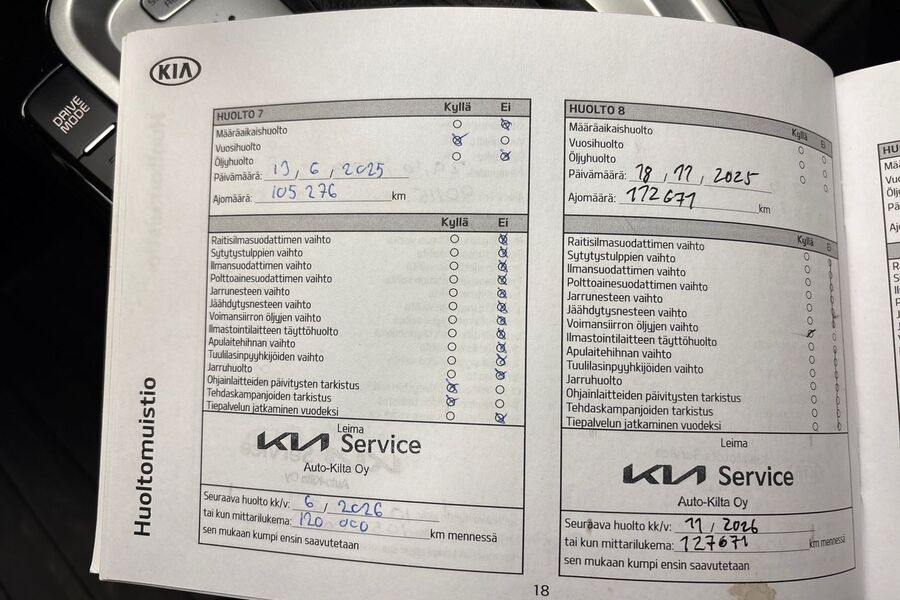 DRIVE
MODE
KIA
Huoltomuistio
HUOLTO 7 Kyllä Ei
Määräaikaishuolto
Vuosihuolto
Öljyhuolto
Päivämäärä: 13, 6, 2025
Ajomäärä: 105 276 km
Kyllä Ei
Raitisilmasuodattimen vaihto
Sytytystulppien vaihto
Ilmansuodattimen vaihto
Polttoainesuodattimen vaihto
Jarrunesteen vaihto
Jäähdytysnesteen vaihto
Voimansiirron öljyjen vaihto
Ilmastointilaitteen täyttöhuolto
Apulaitehihnan vaihto
Tuulilasinpyyhkijöiden vaihto
Jarruhuolto
Ohjainlaitteiden päivitysten tarkistus
Tehdaskampanjoiden tarkistus
Tiepalvelun jatkaminen vuodeksi
Leima
KIA Service
Auto-Kilta Oy
Seuraava huolto kk/v: 6, 2026
tai kun mittarilukema: 120 000 km mennessä
sen mukaan kumpi ensin saavutetaan
HUOLTO 8 Kyllä Ei
Määräaikaishuolto
Vuosihuolto
Öljyhuolto
Päivämäärä: 18, 11, 2025
Ajomäärä: 112671 km
Kyllä Ei
Raitisilmasuodattimen vaihto
Sytytystulppien vaihto
Ilmansuodattimen vaihto
Polttoainesuodattimen vaihto
Jarrunesteen vaihto
Jäähdytysnesteen vaihto
Voimansiirron öljyjen vaihto
Ilmastointilaitteen täyttöhuolto
Apulaitehihnan vaihto
Tuulilasinpyyhkijöiden vaihto
Jarruhuolto
Ohjainlaitteiden päivitysten tarkistus
Tehdaskampanjoiden tarkistus
Tiepalvelun jatkaminen vuodeksi
Leima
KIA Service
Auto-Kilta Oy
Seuraava huolto kk/v: 11, 2026
tai kun mittarilukema: 127671 km mennessä
sen mukaan kumpi ensin saavutetaan
18